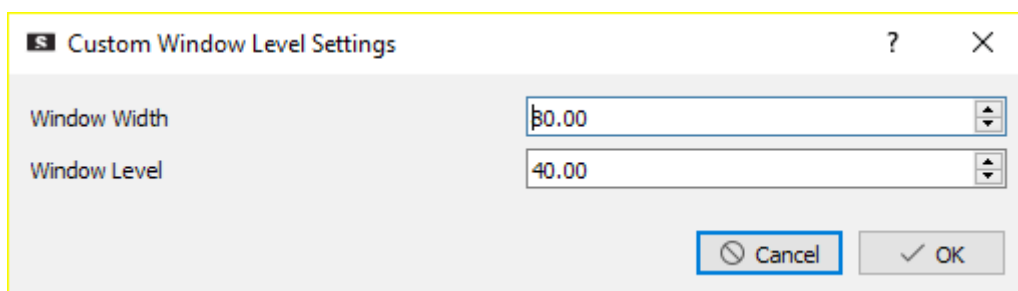 S Custom Window Level Settings ?
Window Width 80.00
Window Level 40.00
Cancel OK